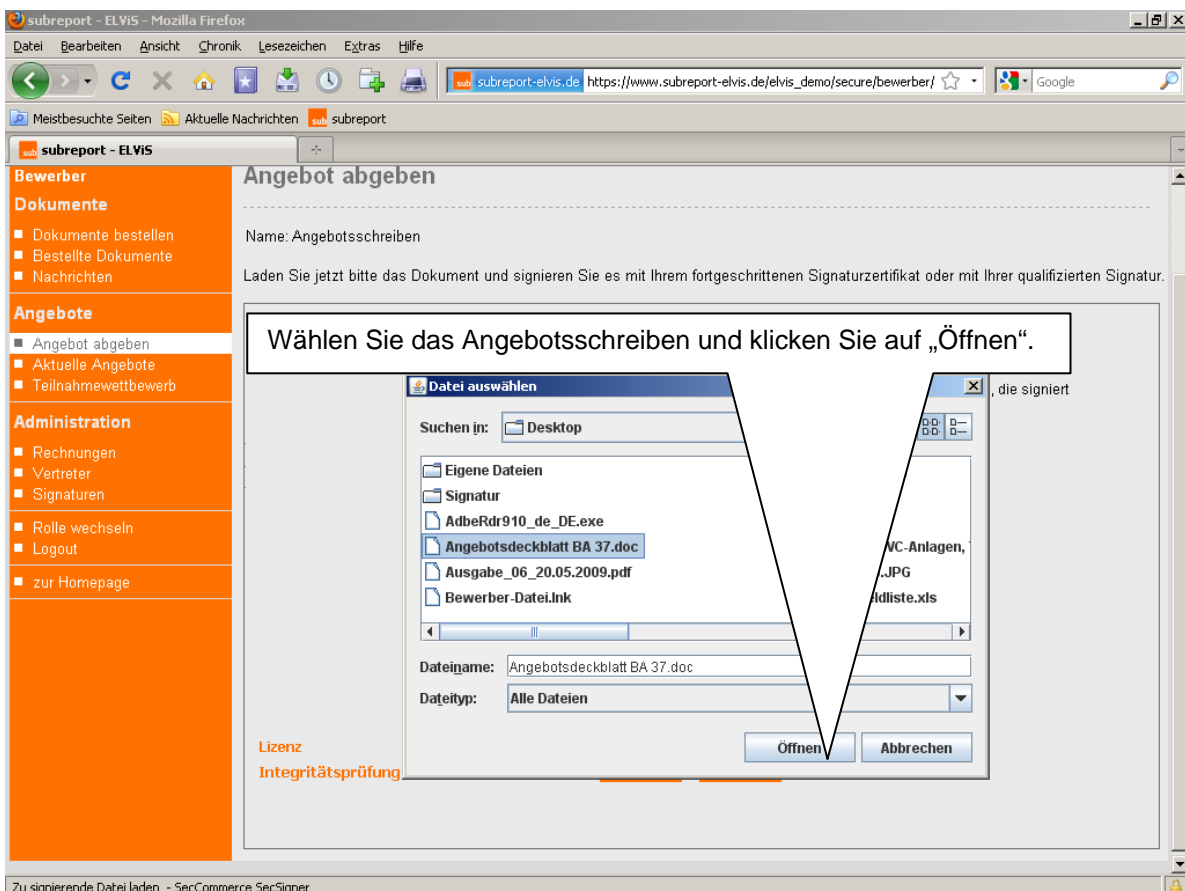 subreport - ELViS - Mozilla Firefox
Datei Bearbeiten Ansicht Chronik Lesezeichen Extras Hilfe
sub subreport-elvis.de https://www.subreport-elvis.de/elvis_demo/secure/bewerber/ Google
Meistbesuchte Seiten Aktuelle Nachrichten sub subreport
sub subreport - ELViS
Bewerber
Dokumente
Dokumente bestellen
Bestellte Dokumente
Nachrichten
Angebote
Angebot abgeben
Aktuelle Angebote
Teilnahmewettbewerb
Administration
Rechnungen
Vertreter
Signaturen
Rolle wechseln
Logout
zur Homepage
Angebot abgeben
Name: Angebotsschreiben
Laden Sie jetzt bitte das Dokument und signieren Sie es mit Ihrem fortgeschrittenen Signaturzertifikat oder mit Ihrer qualifizierten Signatur.
Wählen Sie das Angebotsschreiben und klicken Sie auf „Öffnen“.
, die signiert
Datei auswählen
Suchen in: Desktop
Eigene Dateien
Signatur
AdbeRdr910_de_DE.exe
Angebotsdeckblatt BA 37.doc
Ausgabe_06_20.05.2009.pdf
Bewerber-Datei.lnk
WC-Anlagen,
.JPG
eldliste.xls
Dateiname: Angebotsdeckblatt BA 37.doc
Dateityp: Alle Dateien
Öffnen Abbrechen
Lizenz
Integritätsprüfung
Zu signierende Datei laden - SecCommerce SecSigner